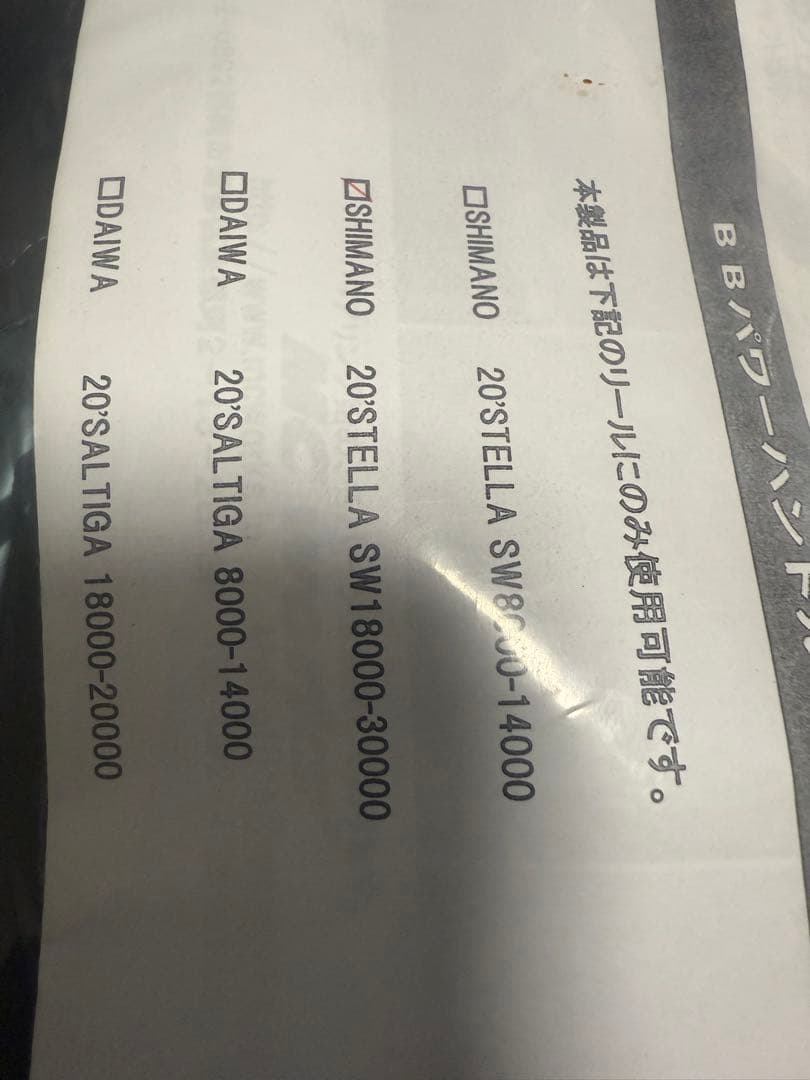 BBパワーハンドル
本製品は下記のリールにのみ使用可能です。
□SHIMANO 20'STELLA SW8000-14000
☑SHIMANO 20'STELLA SW18000-30000
□DAIWA 20'SALTIGA 8000-14000
□DAIWA 20'SALTIGA 18000-20000